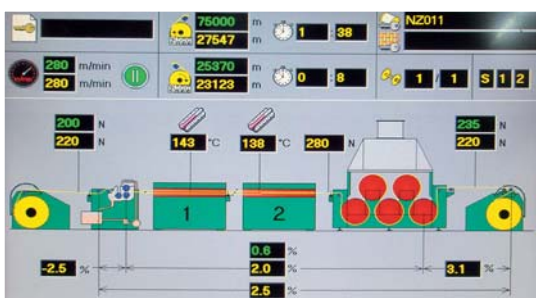 75000 m
27547 m
1 : 38
NZ011
280 m/min
280 m/min
25370 m
23123 m
0 : 8
1 / 1
S 1 2
200 N
220 N
143 °C
138 °C
280 N
235 N
220 N
1
2
0.6 %
-2.5 %
2.0 %
3.1 %
2.5 %